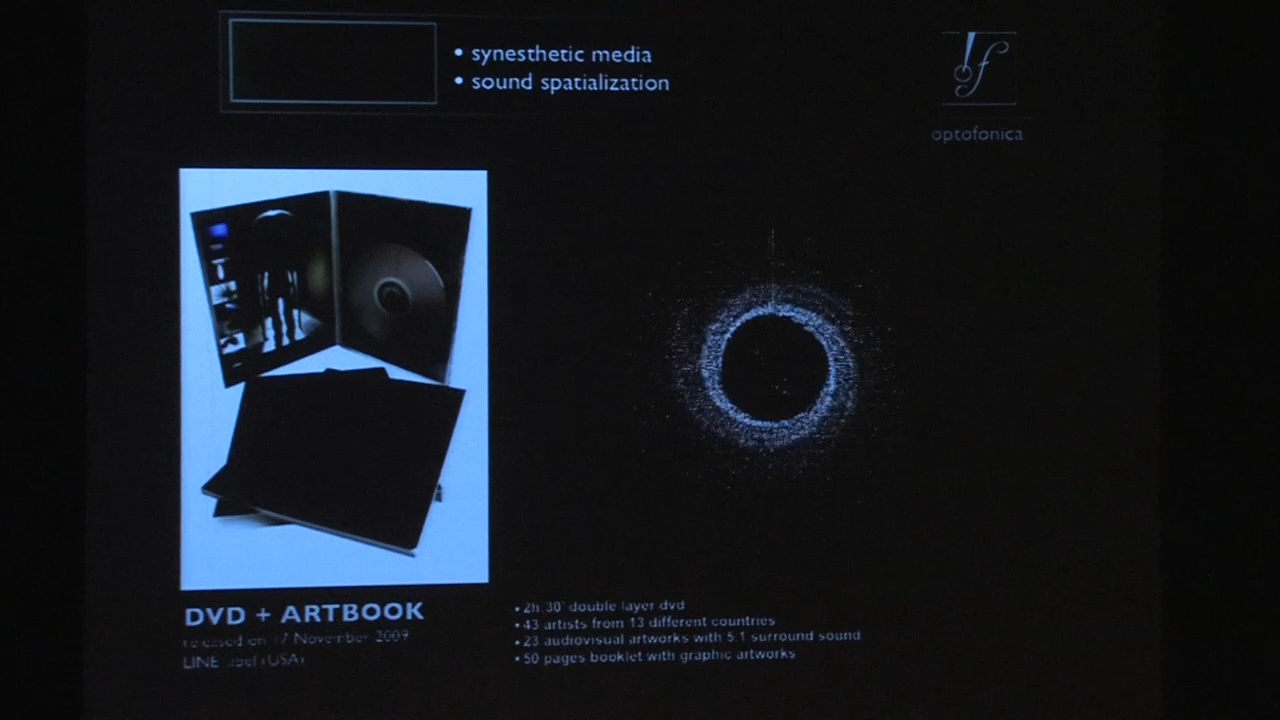 • synesthetic media
• sound spatialization
optofonica
DVD + ARTBOOK
released on 17 November 2009
LINE label (USA)
• 2h.30' double layer dvd
• 43 artists from 13 different countries
• 23 audiovisual artworks with 5.1 surround sound
• 50 pages booklet with graphic artworks